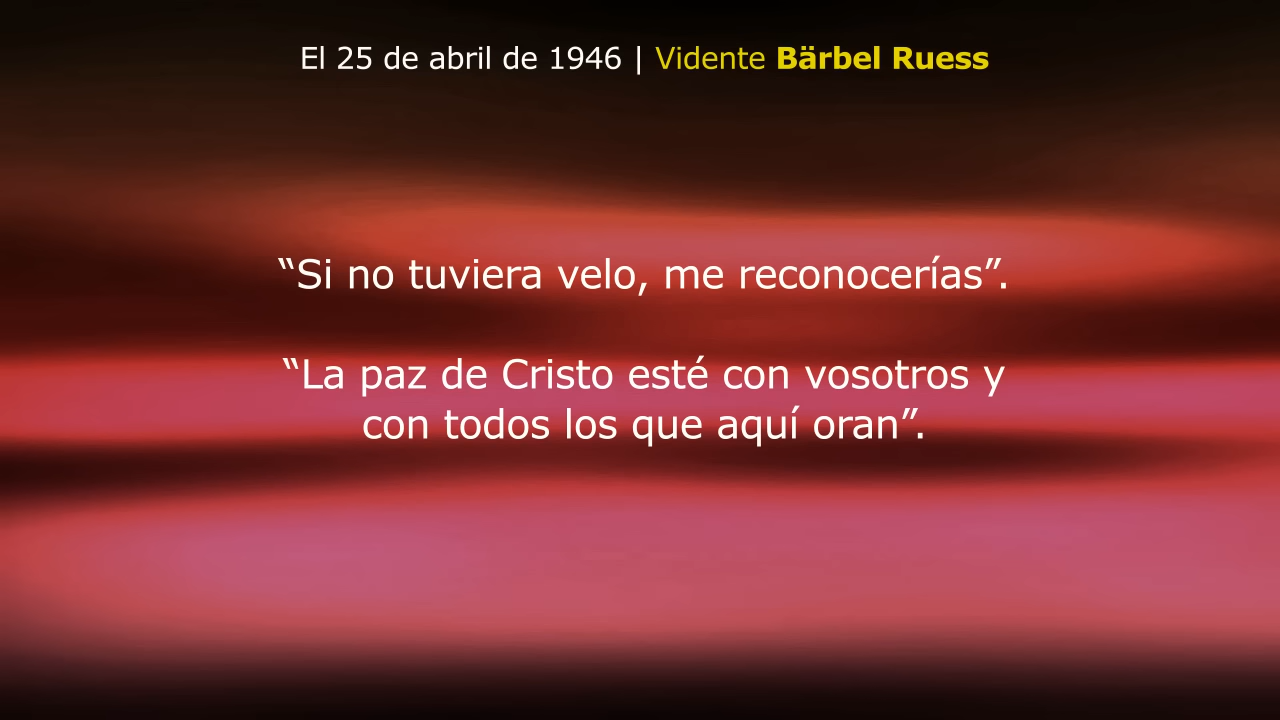 El 25 de abril de 1946 | Vidente Bärbel Ruess
“Si no tuviera velo, me reconocerías”.
“La paz de Cristo esté con vosotros y
con todos los que aquí oran”.